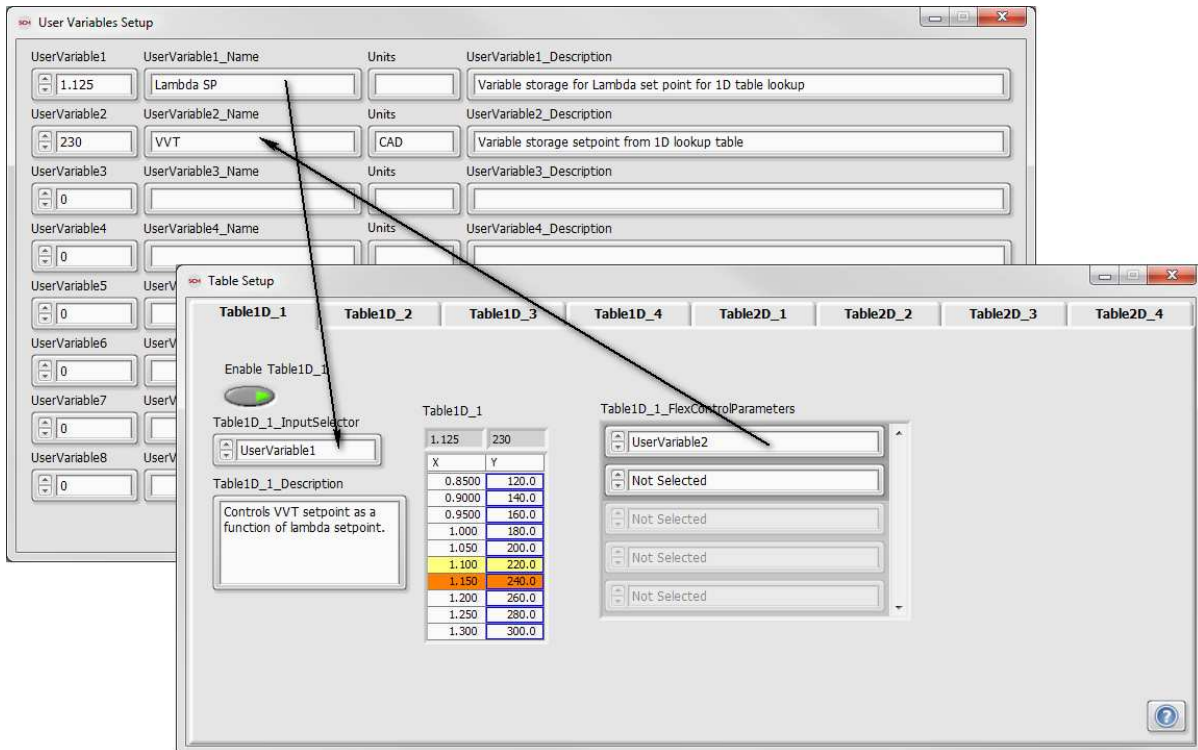 SCM User Variables Setup
UserVariable1 UserVariable1_Name Units UserVariable1_Description
1.125 Lambda SP Variable storage for Lambda set point for 1D table lookup
UserVariable2 UserVariable2_Name Units UserVariable2_Description
230 VVT CAD Variable storage setpoint from 1D lookup table
UserVariable3 UserVariable3_Name Units UserVariable3_Description
0
UserVariable4 UserVariable4_Name Units UserVariable4_Description
0
UserVariable5 UserV
0
UserVariable6 UserV
0
UserVariable7 UserV
0
UserVariable8 UserV
0
SCM Table Setup
Table1D_1 Table1D_2 Table1D_3 Table1D_4 Table2D_1 Table2D_2 Table2D_3 Table2D_4
Enable Table1D_1
Table1D_1_InputSelector
UserVariable1
Table1D_1_Description
Controls VVT setpoint as a
function of lambda setpoint.
Table1D_1
1.125 230
X Y
0.8500 120.0
0.9000 140.0
0.9500 160.0
1.000 180.0
1.050 200.0
1.100 220.0
1.150 240.0
1.200 260.0
1.250 280.0
1.300 300.0
Table1D_1_FlexControlParameters
UserVariable2
Not Selected
Not Selected
Not Selected
Not Selected
?